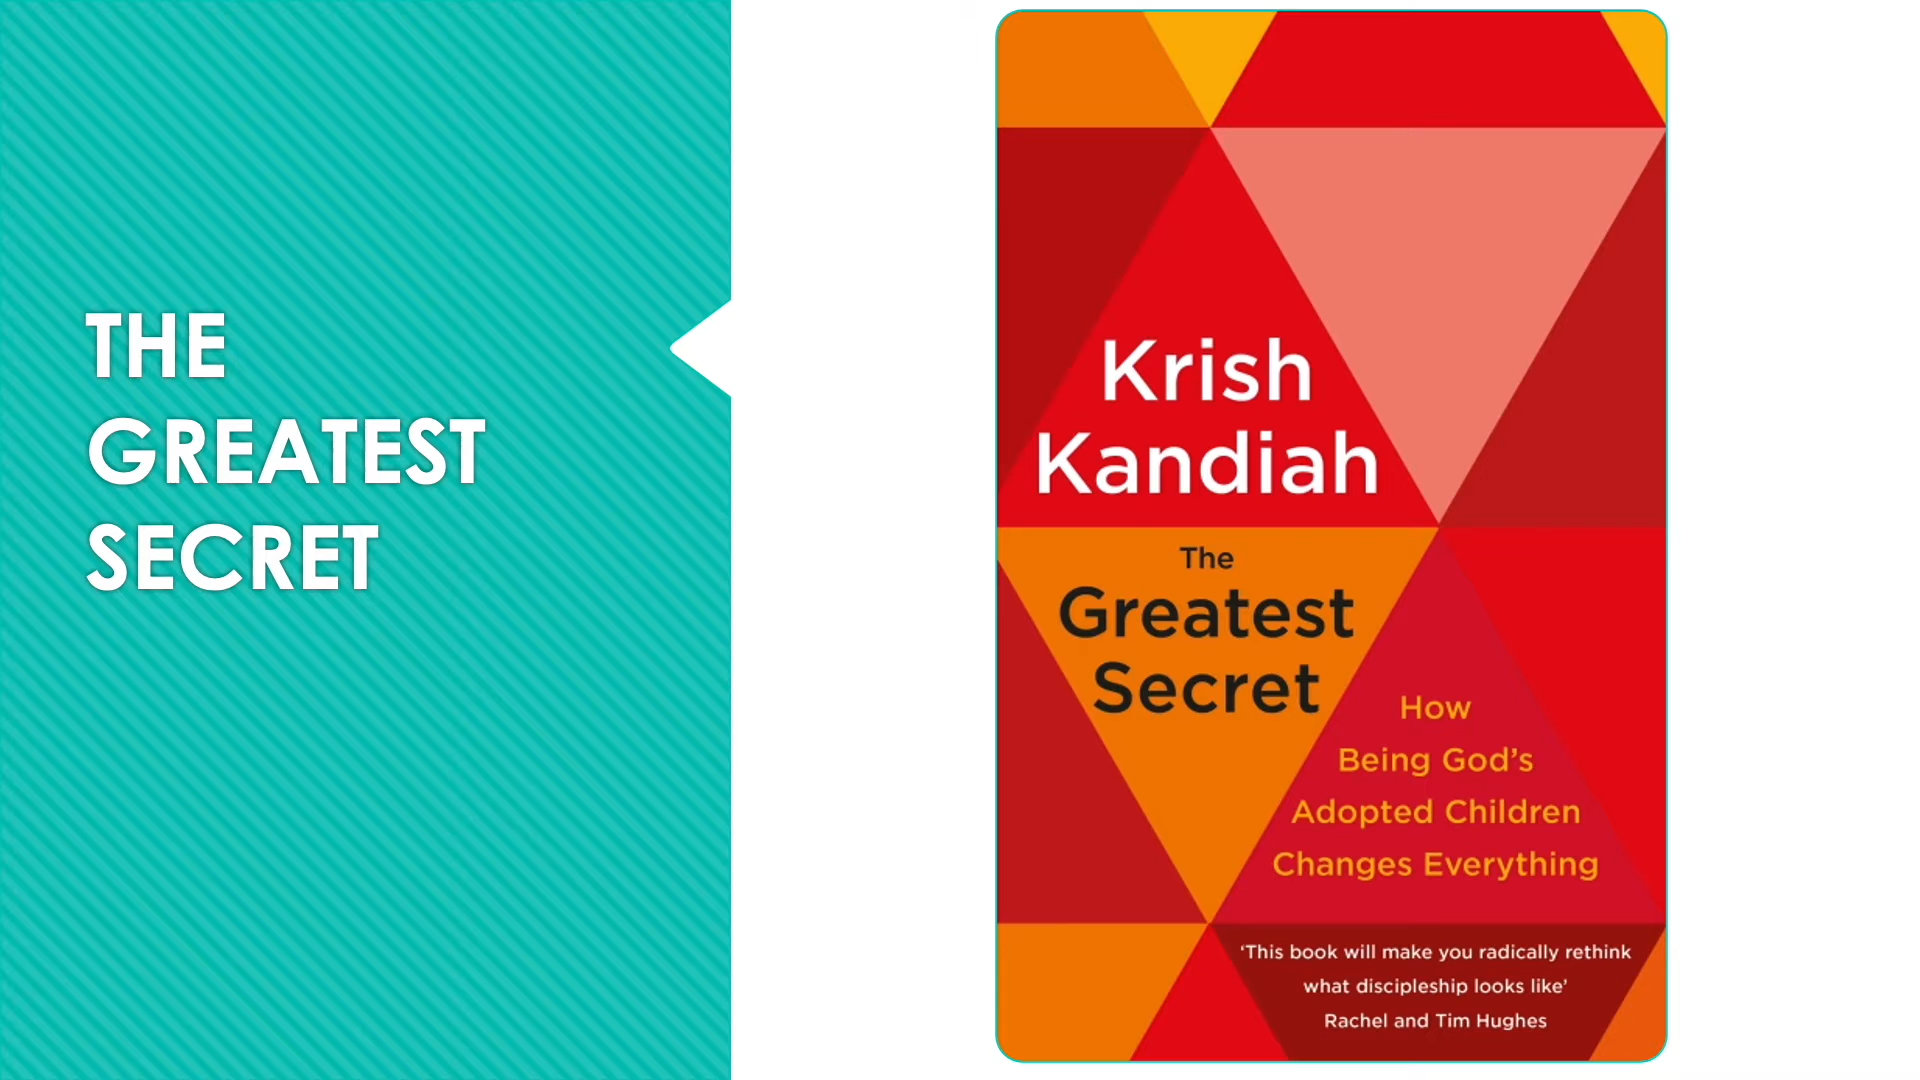 THE
GREATEST
SECRET
Krish
Kandiah
The
Greatest
Secret
How
Being God’s
Adopted Children
Changes Everything
‘This book will make you radically rethink
what discipleship looks like’
Rachel and Tim Hughes